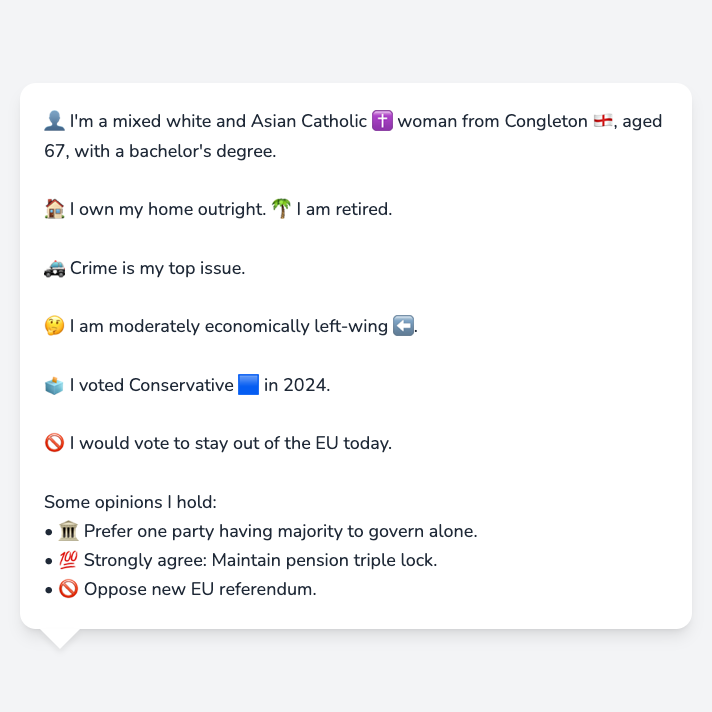 👤 I'm a mixed white and Asian Catholic ✝️ woman from Congleton 🏴󠁧󠁢󠁥󠁮󠁧󠁿, aged
67, with a bachelor's degree.
🏠 I own my home outright. 🌴 I am retired.
🚓 Crime is my top issue.
🤔 I am moderately economically left-wing ⬅️.
🗳️ I voted Conservative 🟦 in 2024.
🚫 I would vote to stay out of the EU today.
Some opinions I hold:
• 🏛️ Prefer one party having majority to govern alone.
• 💯 Strongly agree: Maintain pension triple lock.
• 🚫 Oppose new EU referendum.